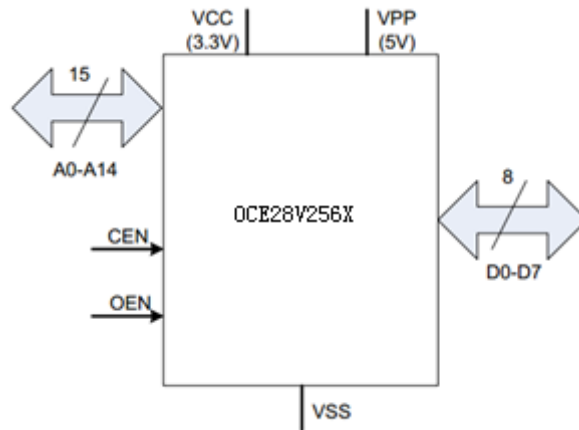 VCC
(3.3V)
VPP
(5V)
15
A0-A14
OCE28V256X
8
D0-D7
CEN
OEN
VSS